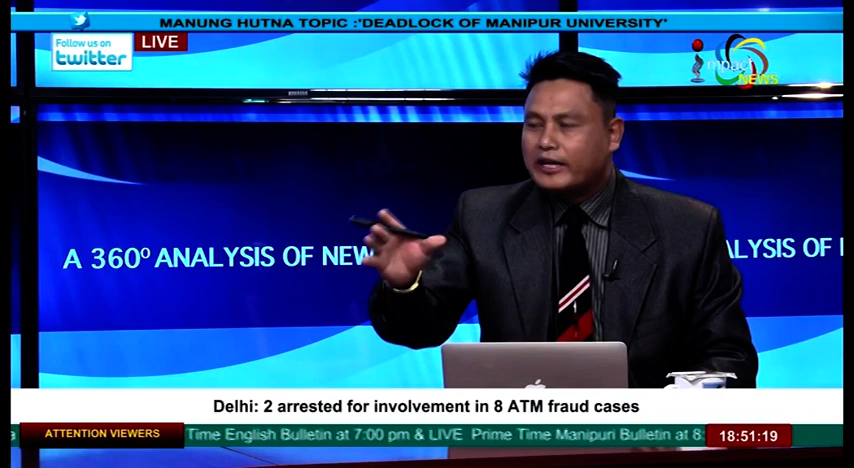 MANUNG HUTNA TOPIC :'DEADLOCK OF MANIPUR UNIVERSITY'
Follow us on
twitter
LIVE
impact
NEWS
A 360º ANALYSIS OF NEW
ALYSIS OF
Delhi: 2 arrested for involvement in 8 ATM fraud cases
ATTENTION VIEWERS
Time English Bulletin at 7:00 pm & LIVE Prime Time Manipuri Bulletin at 8:
18:51:19